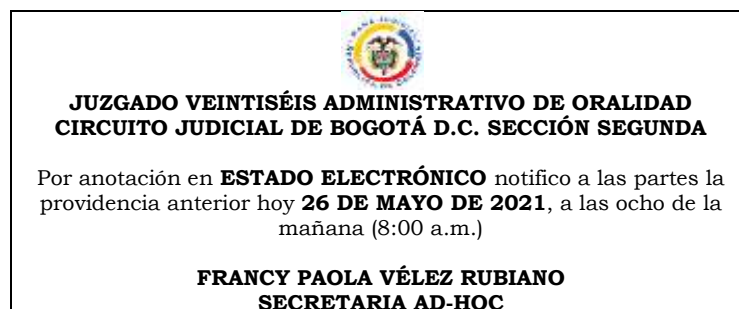 JUZGADO VEINTISÉIS ADMINISTRATIVO DE ORALIDAD
CIRCUITO JUDICIAL DE BOGOTÁ D.C. SECCIÓN SEGUNDA
Por anotación en ESTADO ELECTRÓNICO notifico a las partes la
providencia anterior hoy 26 DE MAYO DE 2021, a las ocho de la
mañana (8:00 a.m.)
FRANCY PAOLA VÉLEZ RUBIANO
SECRETARIA AD-HOC